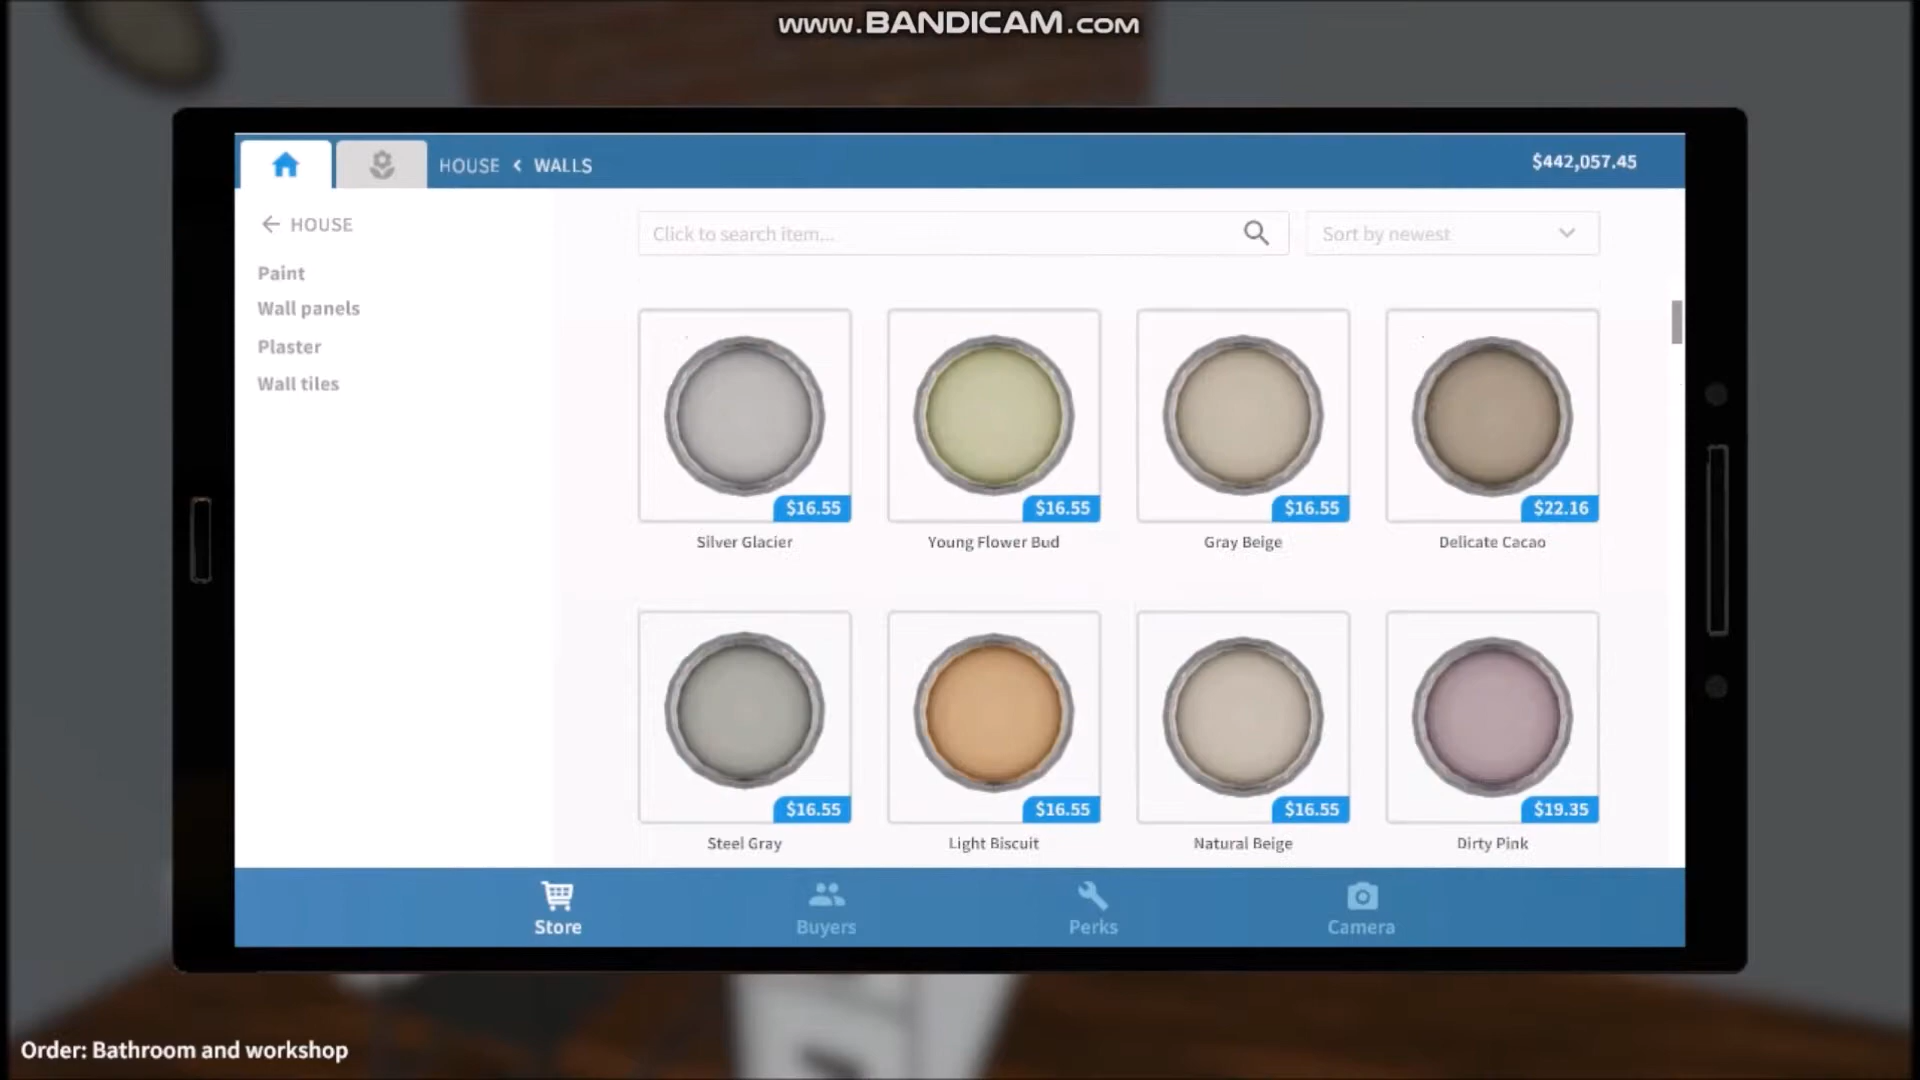 www.BANDICAM.com
HOUSE < WALLS
$442,057.45
HOUSE
Click to search item...
Sort by newest
Paint
Wall panels
Plaster
Wall tiles
$16.55
$16.55
$16.55
$22.16
Silver Glacier
Young Flower Bud
Gray Beige
Delicate Cacao
$16.55
$16.55
$16.55
$19.35
Steel Gray
Light Biscuit
Natural Beige
Dirty Pink
Store
Buyers
Perks
Camera
Order: Bathroom and workshop